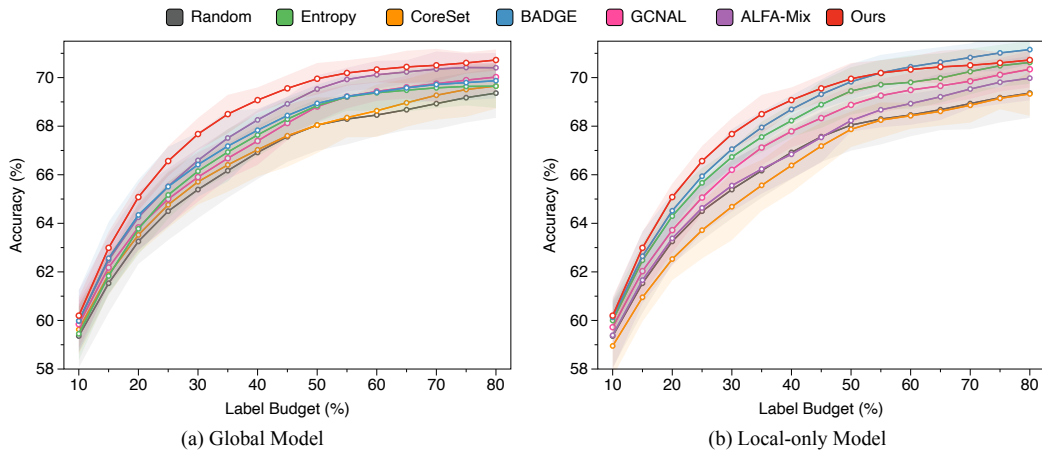 Random Entropy CoreSet BADGE GCNAL ALFA-Mix Ours
Accuracy (%)
70
68
66
64
62
60
58
10 20 30 40 50 60 70 80
Label Budget (%)
(a) Global Model
Accuracy (%)
70
68
66
64
62
60
58
10 20 30 40 50 60 70 80
Label Budget (%)
(b) Local-only Model